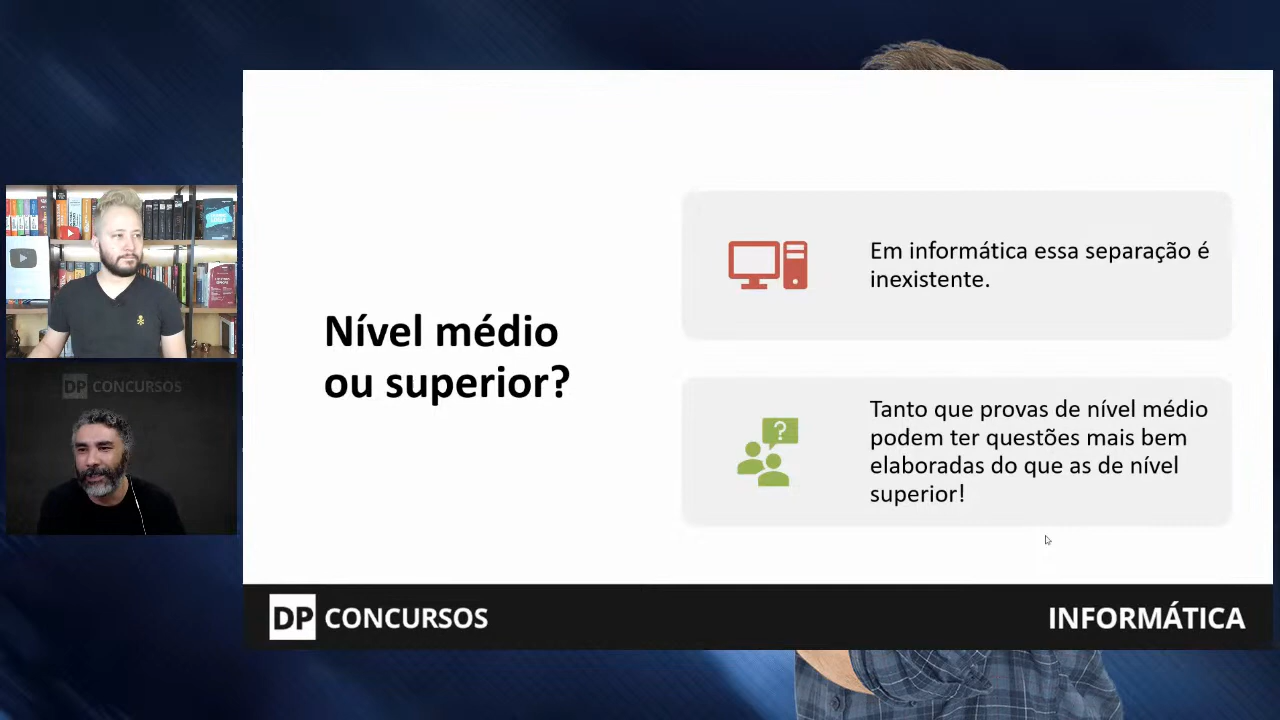 Nível médio
ou superior?
Em informática essa separação é
inexistente.
?
Tanto que provas de nível médio
podem ter questões mais bem
elaboradas do que as de nível
superior!
DP CONCURSOS
DP CONCURSOS
INFORMÁTICA